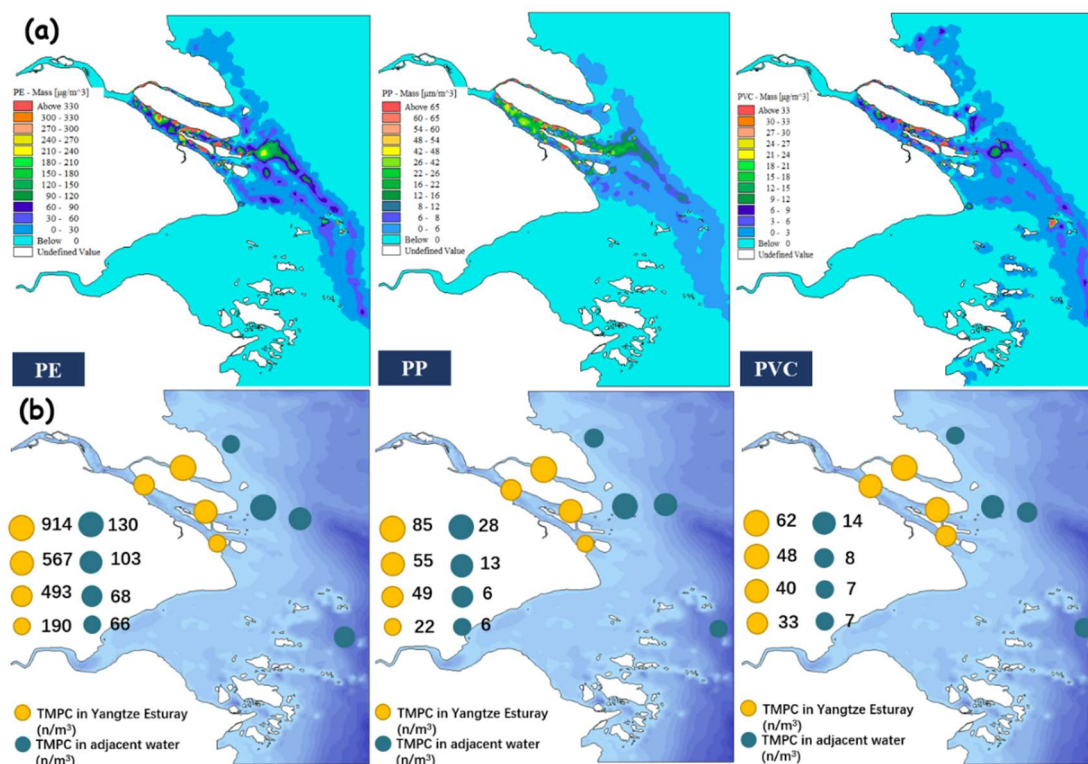 (a)
PE - Mass [µg/m^3]
Above 330
300 - 330
270 - 300
240 - 270
210 - 240
180 - 210
150 - 180
120 - 150
90 - 120
60 - 90
30 - 60
0 - 30
Below 0
Undefined Value
PE
PP - Mass [µm/m^3]
Above 65
60 - 65
54 - 60
48 - 54
42 - 48
26 - 42
22 - 26
16 - 22
12 - 16
8 - 12
6 - 8
0 - 6
Below 0
Undefined Value
PP
PVC - Mass [µg/m^3]
Above 33
30 - 33
27 - 30
24 - 27
21 - 24
18 - 21
15 - 18
12 - 15
9 - 12
6 - 9
3 - 6
0 - 3
Below 0
Undefined Value
PVC
(b)
914 130
567 103
493 68
190 66
TMPC in Yangtze Esturay
(n/m³)
TMPC in adjacent water
(n/m³)
85 28
55 13
49 6
22 6
TMPC in Yangtze Esturay
(n/m³)
TMPC in adjacent water
(n/m³)
62 14
48 8
40 7
33 7
TMPC in Yangtze Esturay
(n/m³)
TMPC in adjacent water
(n/m³)